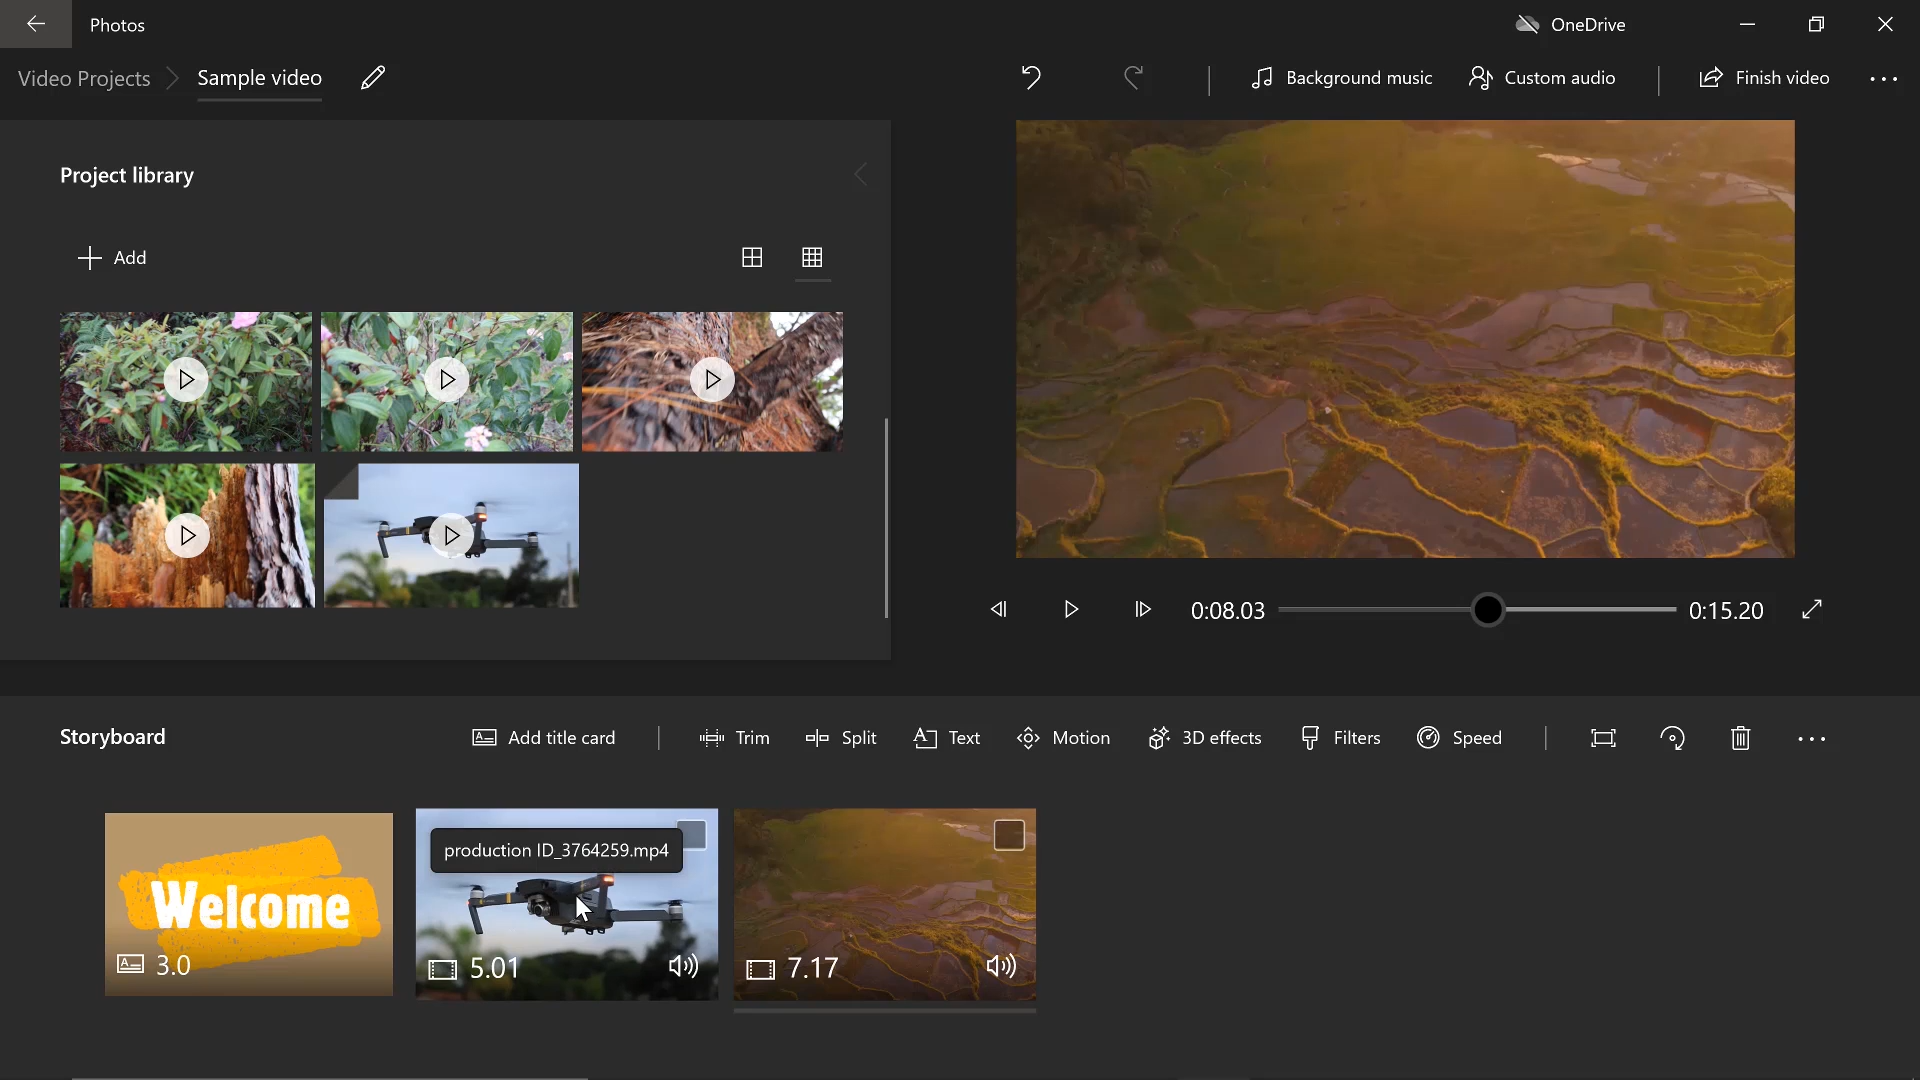 Photos
OneDrive
Video Projects
Sample video
Background music
Custom audio
Finish video
Project library
Add
0:08.03
0:15.20
Storyboard
Add title card
Trim
Split
Text
Motion
3D effects
Filters
Speed
Welcome
3.0
production ID_3764259.mp4
5.01
7.17